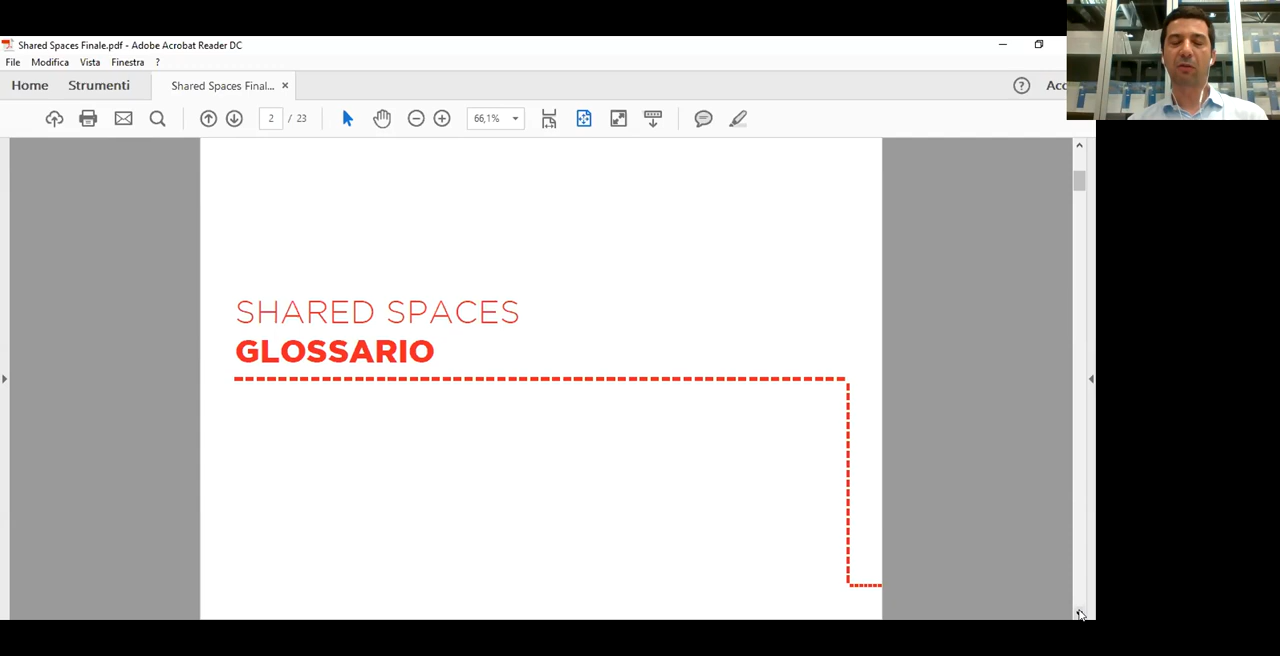 Shared Spaces Finale.pdf - Adobe Acrobat Reader DC
File Modifica Vista Finestra ?
Home Strumenti Shared Spaces Final... ×
2 / 23 66,1%
SHARED SPACES
GLOSSARIO